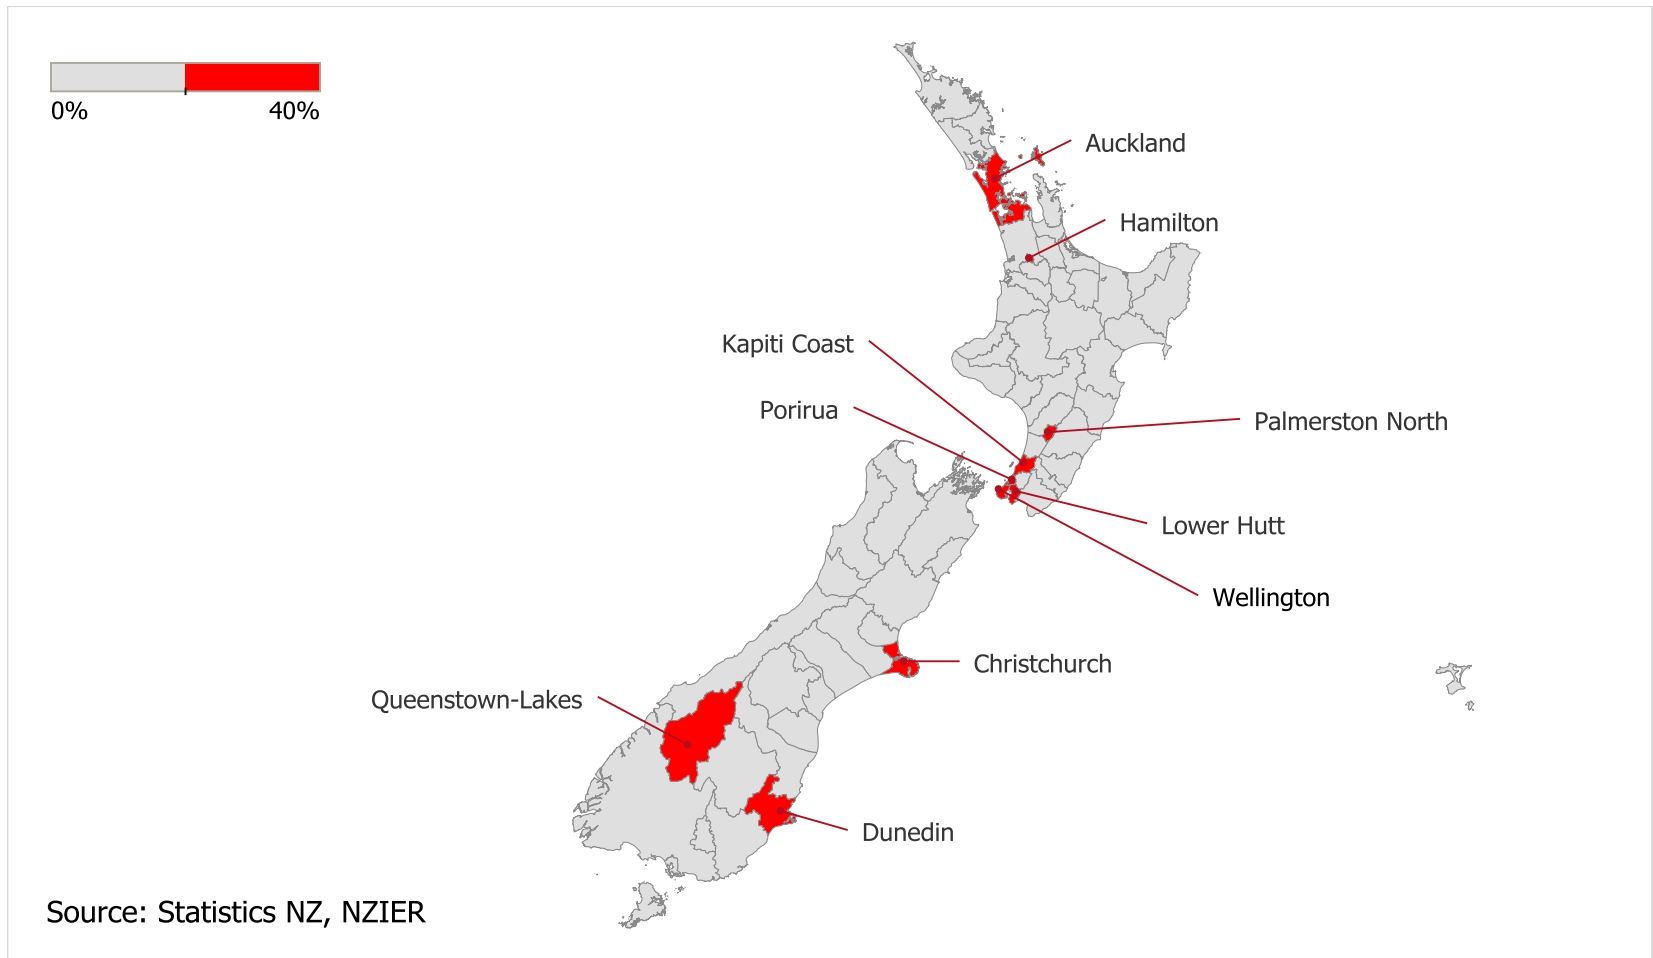 0%
40%
Auckland
Hamilton
Kapiti Coast
Porirua
Palmerston North
Lower Hutt
Wellington
Christchurch
Queenstown-Lakes
Dunedin
Source: Statistics NZ, NZIER